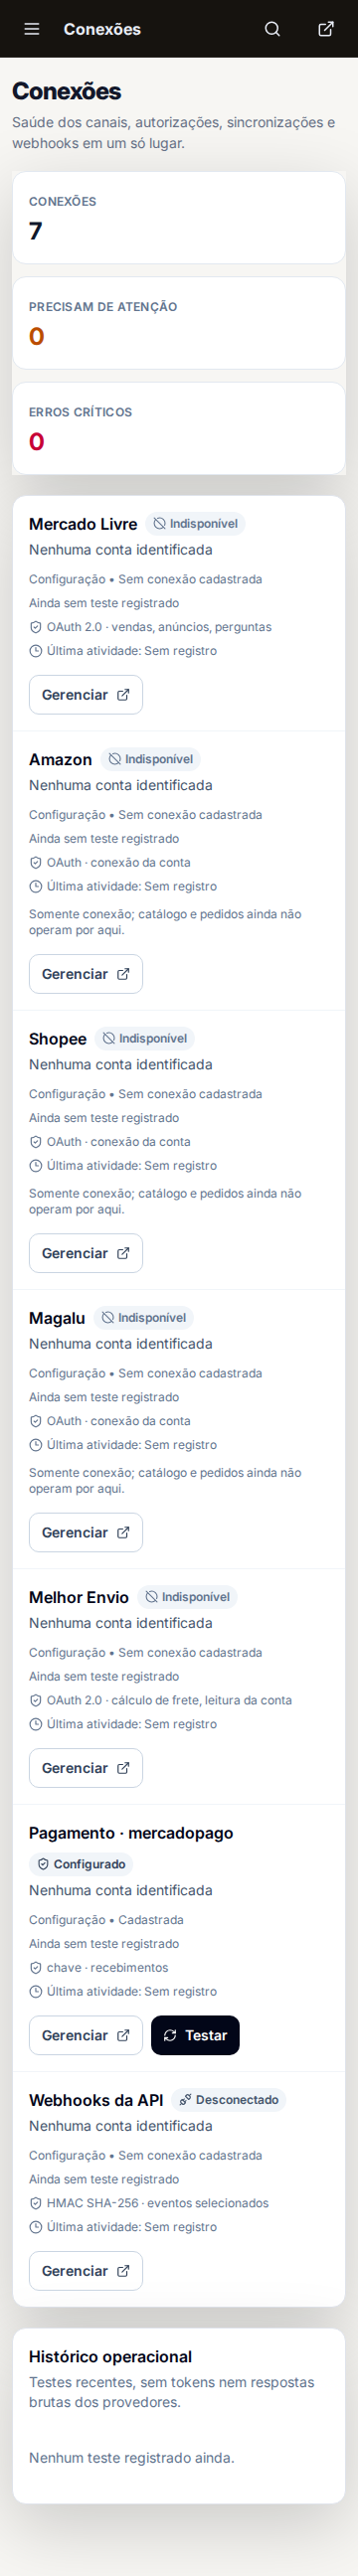 Conexões
Conexões
Saúde dos canais, autorizações, sincronizações e
webhooks em um só lugar.
CONEXÕES
7
PRECISAM DE ATENÇÃO
0
ERROS CRÍTICOS
0
Mercado Livre Indisponível
Nenhuma conta identificada
Configuração • Sem conexão cadastrada
Ainda sem teste registrado
OAuth 2.0 · vendas, anúncios, perguntas
Última atividade: Sem registro
Gerenciar
Amazon Indisponível
Nenhuma conta identificada
Configuração • Sem conexão cadastrada
Ainda sem teste registrado
OAuth · conexão da conta
Última atividade: Sem registro
Somente conexão; catálogo e pedidos ainda não
operam por aqui.
Gerenciar
Shopee Indisponível
Nenhuma conta identificada
Configuração • Sem conexão cadastrada
Ainda sem teste registrado
OAuth · conexão da conta
Última atividade: Sem registro
Somente conexão; catálogo e pedidos ainda não
operam por aqui.
Gerenciar
Magalu Indisponível
Nenhuma conta identificada
Configuração • Sem conexão cadastrada
Ainda sem teste registrado
OAuth · conexão da conta
Última atividade: Sem registro
Somente conexão; catálogo e pedidos ainda não
operam por aqui.
Gerenciar
Melhor Envio Indisponível
Nenhuma conta identificada
Configuração • Sem conexão cadastrada
Ainda sem teste registrado
OAuth 2.0 · cálculo de frete, leitura da conta
Última atividade: Sem registro
Gerenciar
Pagamento · mercadopago
Configurado
Nenhuma conta identificada
Configuração • Cadastrada
Ainda sem teste registrado
chave · recebimentos
Última atividade: Sem registro
Gerenciar Testar
Webhooks da API Desconectado
Nenhuma conta identificada
Configuração • Sem conexão cadastrada
Ainda sem teste registrado
HMAC SHA-256 · eventos selecionados
Última atividade: Sem registro
Gerenciar
Histórico operacional
Testes recentes, sem tokens nem respostas
brutas dos provedores.
Nenhum teste registrado ainda.